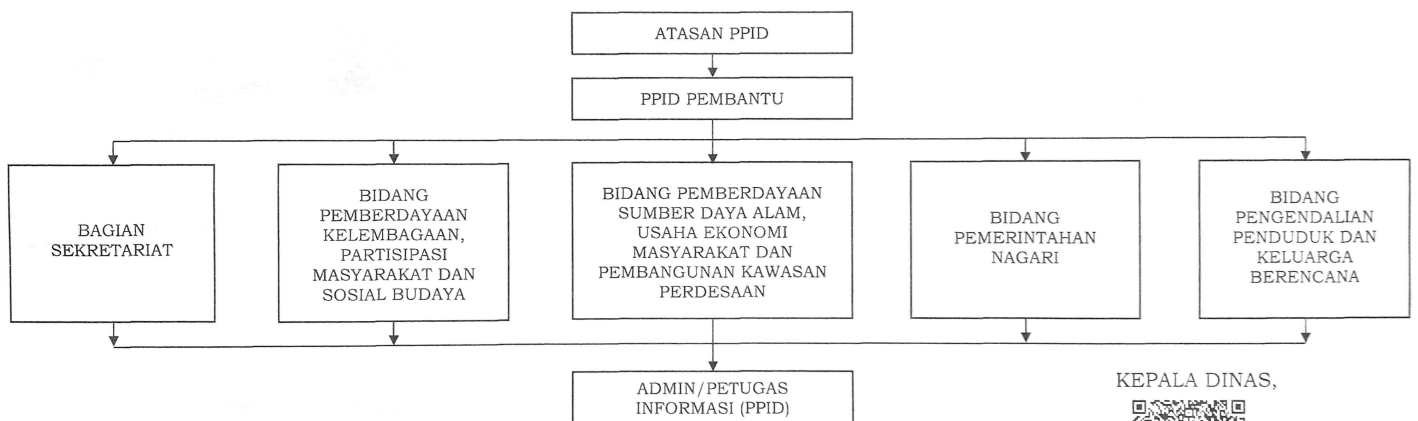 ATASAN PPID
PPID PEMBANTU
BAGIAN
SEKRETARIAT
BIDANG
PEMBERDAYAAN
KELEMBAGAAN,
PARTISIPASI
MASYARAKAT DAN
SOSIAL BUDAYA
BIDANG PEMBERDAYAAN
SUMBER DAYA ALAM,
USAHA EKONOMI
MASYARAKAT DAN
PEMBANGUNAN KAWASAN
PERDESAAN
BIDANG
PEMERINTAHAN
NAGARI
BIDANG
PENGENDALIAN
PENDUDUK DAN
KELUARGA
BERENCANA
ADMIN/PETUGAS
INFORMASI (PPID)
KEPALA DINAS,